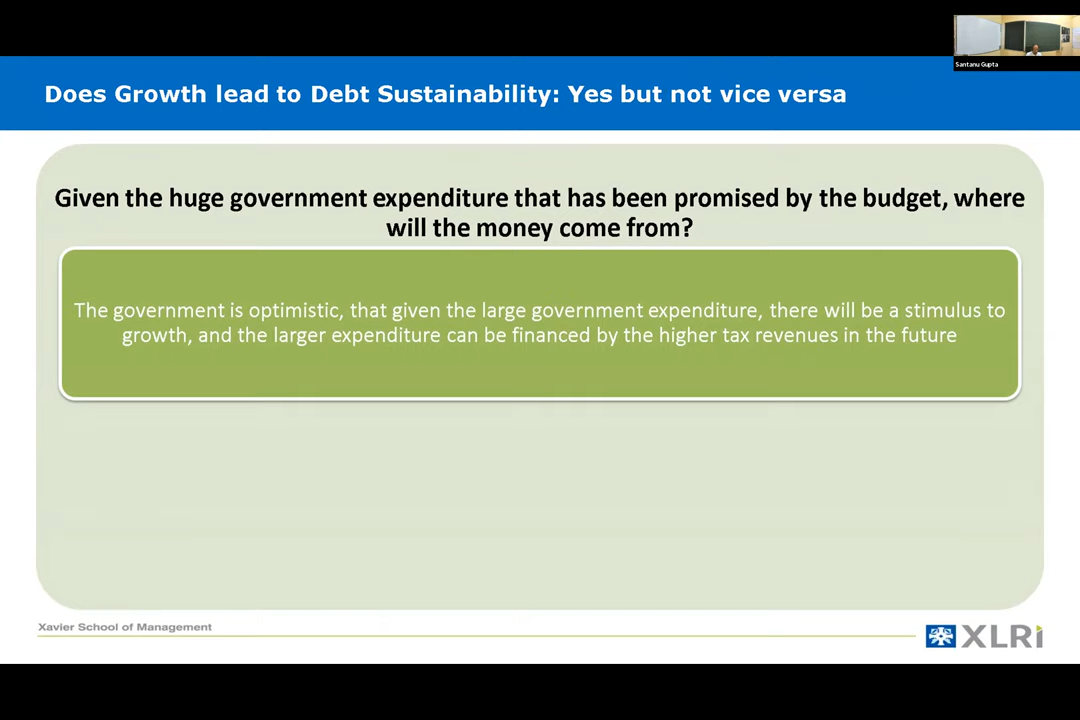 Santanu Gupta
Does Growth lead to Debt Sustainability: Yes but not vice versa
Given the huge government expenditure that has been promised by the budget, where
will the money come from?
The government is optimistic, that given the large government expenditure, there will be a stimulus to
growth, and the larger expenditure can be financed by the higher tax revenues in the future
Xavier School of Management
XLRi